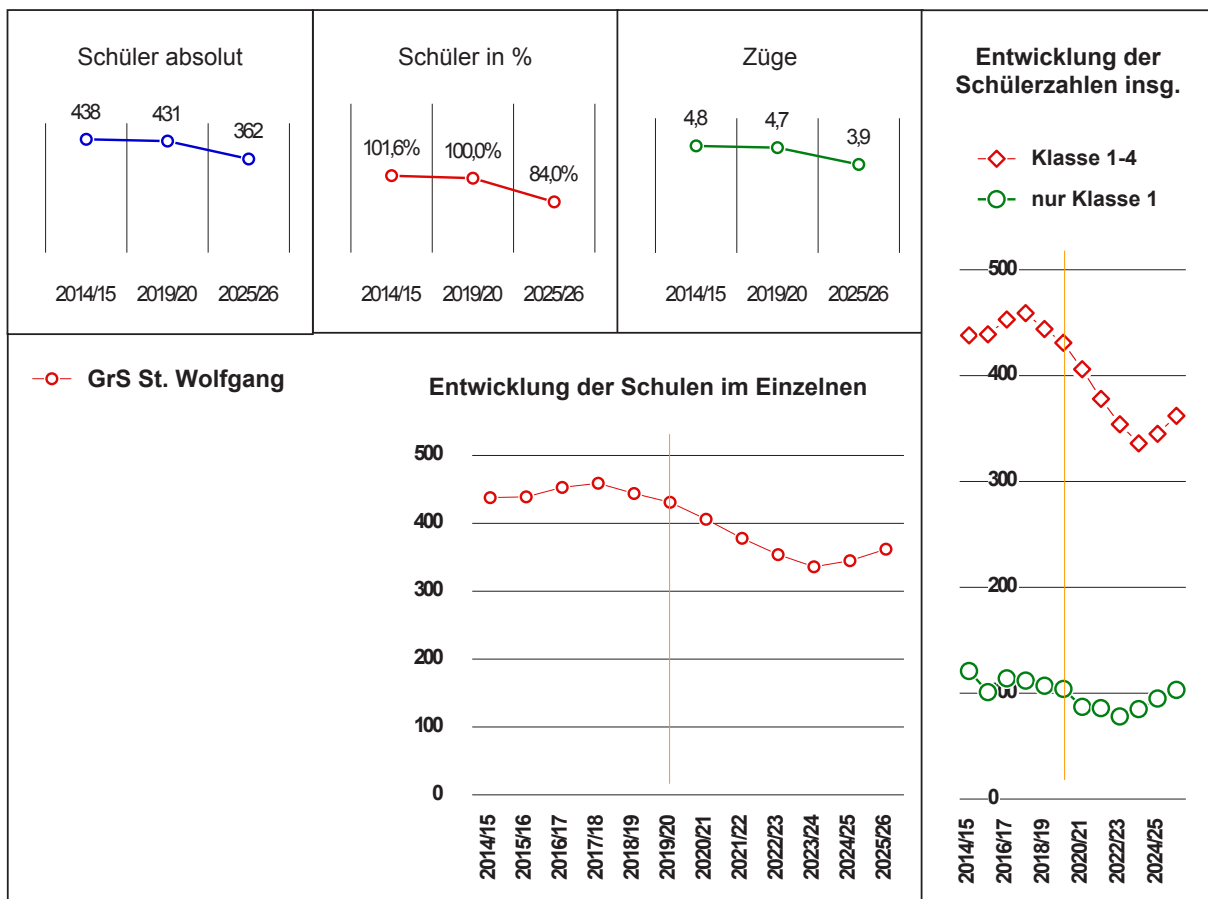 Schüler absolut
438 431 362
2014/15 2019/20 2025/26
Schüler in %
101,6% 100,0% 84,0%
2014/15 2019/20 2025/26
Züge
4,8 4,7 3,9
2014/15 2019/20 2025/26
Entwicklung der
Schülerzahlen insg.
Klasse 1-4
nur Klasse 1
500
400
300
200
100
0
2014/15 2016/17 2018/19 2020/21 2022/23 2024/25
GrS St. Wolfgang
Entwicklung der Schulen im Einzelnen
500
400
300
200
100
0
2014/15 2015/16 2016/17 2017/18 2018/19 2019/20 2020/21 2021/22 2022/23 2023/24 2024/25 2025/26